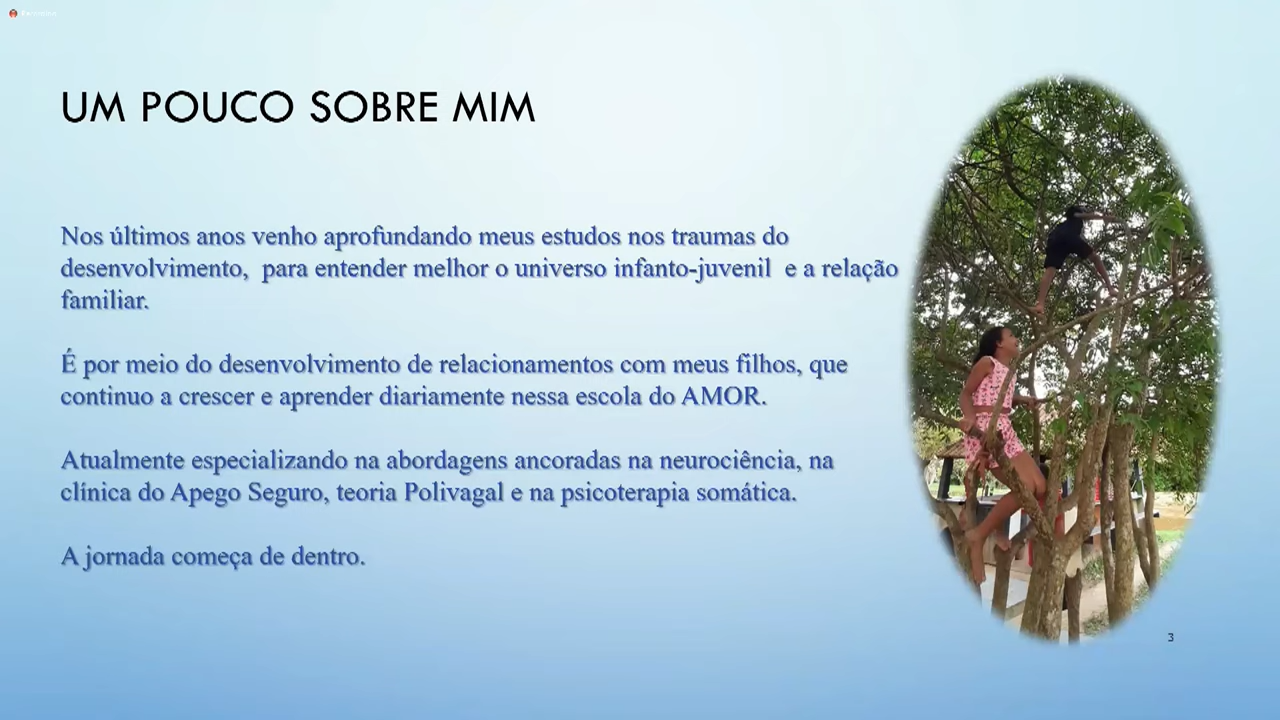 UM POUCO SOBRE MIM
Nos últimos anos venho aprofundando meus estudos nos traumas do
desenvolvimento, para entender melhor o universo infanto-juvenil e a relação
familiar.
É por meio do desenvolvimento de relacionamentos com meus filhos, que
continuo a crescer e aprender diariamente nessa escola do AMOR.
Atualmente especializando na abordagens ancoradas na neurociência, na
clínica do Apego Seguro, teoria Polivagal e na psicoterapia somática.
A jornada começa de dentro.
3